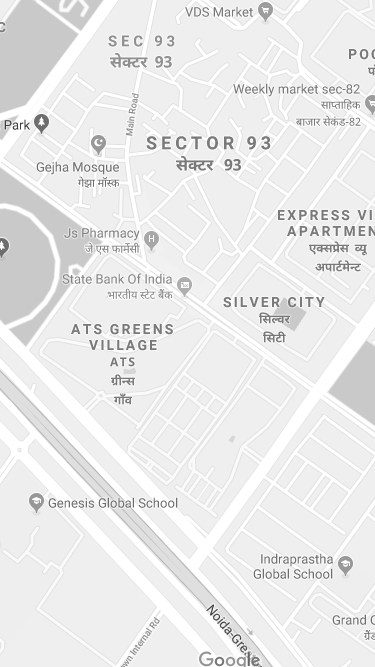 VDS Market
SEC 93
सेक्टर 93
Weekly market sec-82
साप्ताहिक
बाजार सेकंड-82
Main Road
Park
SECTOR 93
सेक्टर 93
Gejha Mosque
गेझा मॉस्क
EXPRESS VI
APARTMEN
एक्सप्रेस व्यू
अपार्टमेन्ट
Js Pharmacy
जे एस फार्मेसी
State Bank Of India
भारतीय स्टेट बैंक
SILVER CITY
सिल्वर
सिटी
ATS GREENS
VILLAGE
ATS
ग्रीन्स
गाँव
Genesis Global School
Indraprastha
Global School
Noida-Gre
wn Internal Rd
Grand
Google